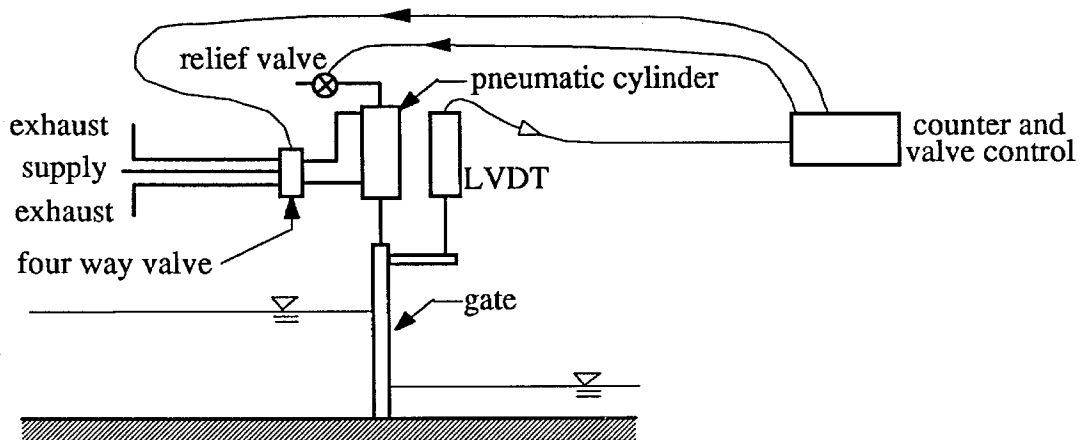 relief valve
pneumatic cylinder
exhaust
supply
exhaust
four way valve
LVDT
counter and
valve control
gate